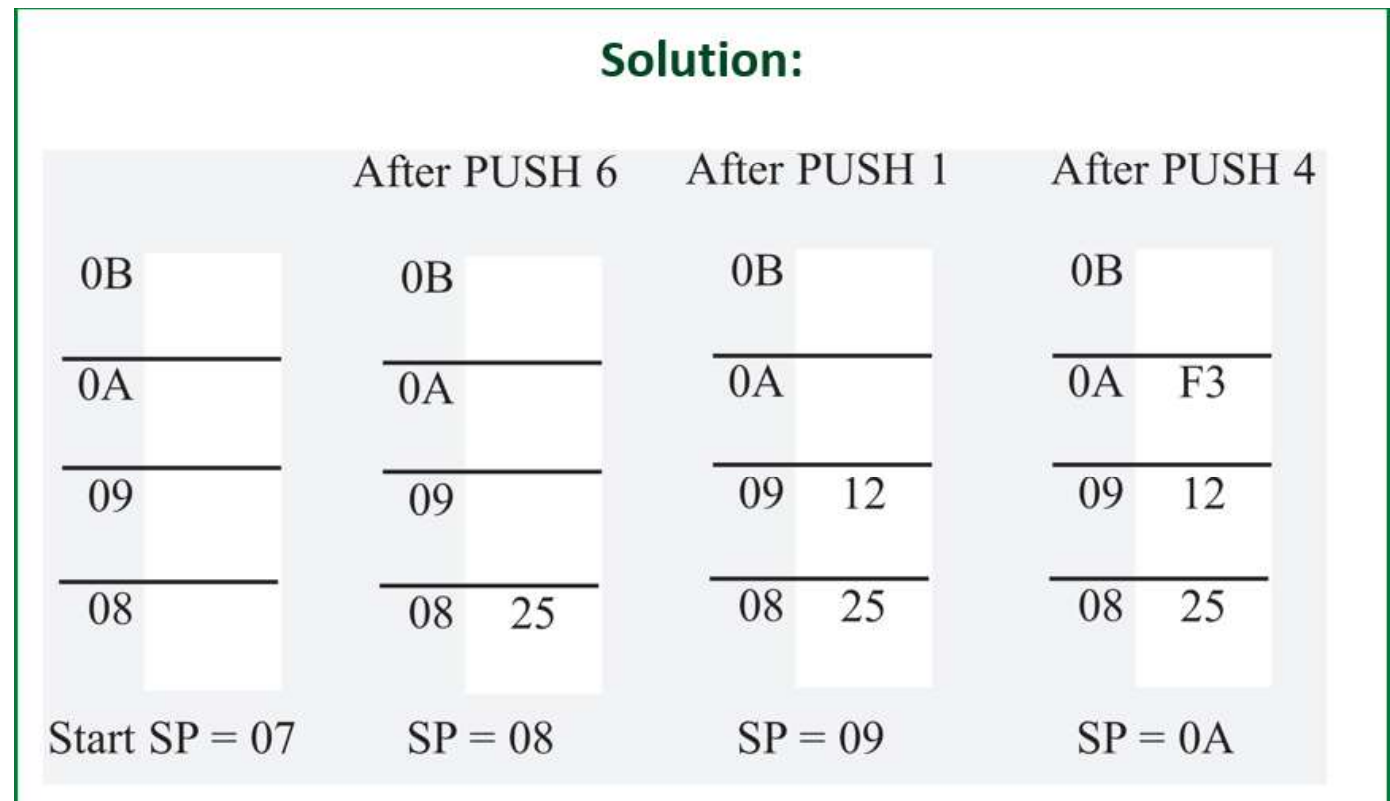 Solution:
After PUSH 6 After PUSH 1 After PUSH 4
0B 0B 0B 0B
0A 0A 0A 0A F3
09 09 09 12 09 12
08 08 25 08 25 08 25
Start SP = 07 SP = 08 SP = 09 SP = 0A